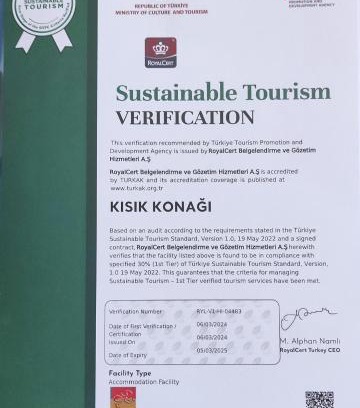 SUSTAINABLE
TOURISM
REPUBLIC OF TÜRKİYE
MINISTRY OF CULTURE AND TOURISM
DEVELOPMENT AGENCY
ROYALCERT
Sustainable Tourism
VERIFICATION
This verification recommended by Türkiye Tourism Promotion and
Development Agency is issued by RoyalCert Belgelendirme ve Gözetim
Hizmetleri A.Ş
RoyalCert Belgelendirme ve Gözetim Hizmetleri A.Ş is accredited
by TURKAK and its accreditation coverage is published at
www.turkak.org.tr
KISIK KONAĞI
Based on an audit according to the requirements stated in the Türkiye
Sustainable Tourism Standard, Version 1.0, 19 May 2022 and a signed
contract, RoyalCert Belgelendirme ve Gözetim Hizmetleri A.Ş herewith
verifies that the facility listed above is found to be in compliance with
specified 30% (1st Tier) of Türkiye Sustainable Tourism Standard, Version,
1.0 19 May 2022. This guarantees that the criteria for managing
Sustainable Tourism – 1st Tier verified tourism services have been met.
Verification Number:
Date of First Verification /
Certification
06/03/2024
Issued On
06/03/2024
Date of Expiry
05/03/2025
M. Alphan Namlı
RoyalCert Turkey CEO
Facility Type
Accommodation Facility